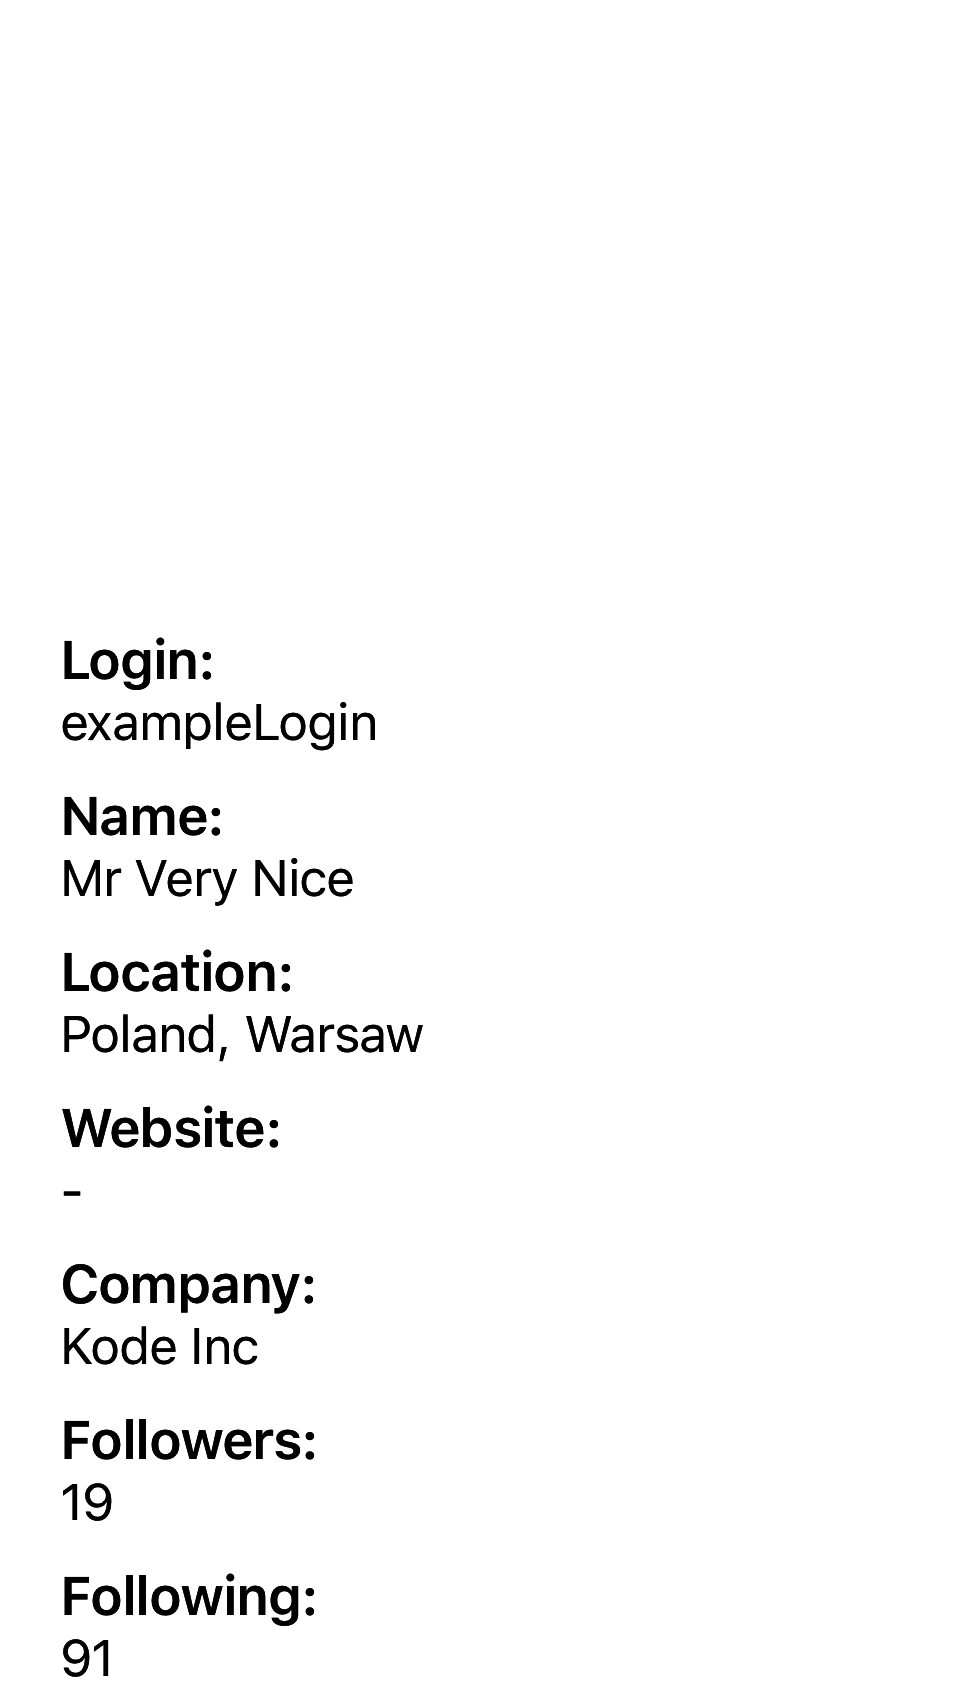 Login:
exampleLogin
Name:
Mr Very Nice
Location:
Poland, Warsaw
Website:
-
Company:
Kode Inc
Followers:
19
Following:
91